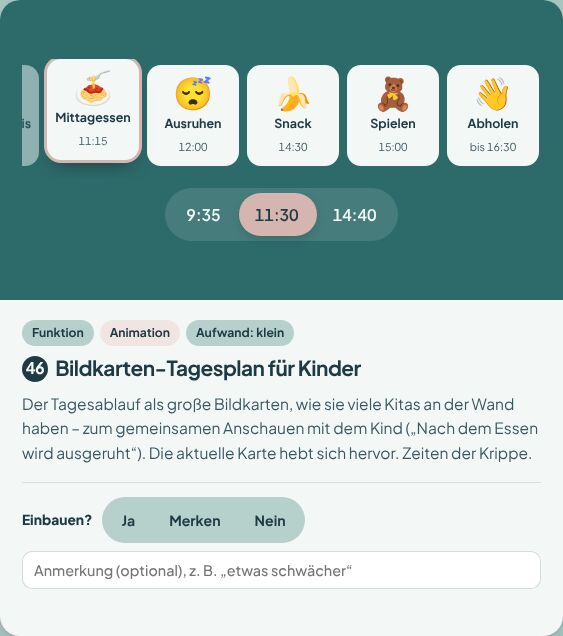 is
Mittagessen
11:15
Ausruhen
12:00
Snack
14:30
Spielen
15:00
Abholen
bis 16:30
9:35 11:30 14:40
Funktion Animation Aufwand: klein
46 Bildkarten-Tagesplan für Kinder
Der Tagesablauf als große Bildkarten, wie sie viele Kitas an der Wand
haben – zum gemeinsamen Anschauen mit dem Kind („Nach dem Essen
wird ausgeruht“). Die aktuelle Karte hebt sich hervor. Zeiten der Krippe.
Einbauen? Ja Merken Nein
Anmerkung (optional), z. B. „etwas schwächer“